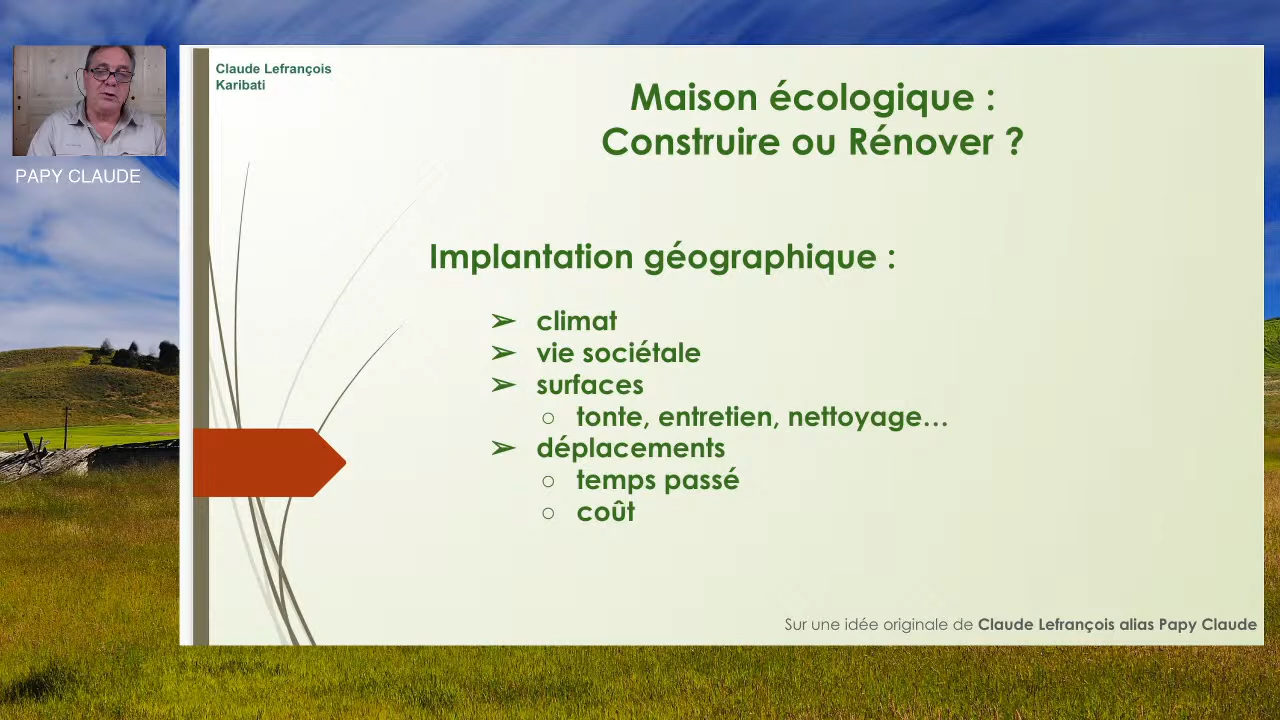 Claude Lefrançois
Karibati
PAPY CLAUDE
Maison écologique :
Construire ou Rénover ?
Implantation géographique :
➢ climat
➢ vie sociétale
➢ surfaces
○ tonte, entretien, nettoyage…
➢ déplacements
○ temps passé
○ coût
Sur une idée originale de Claude Lefrançois alias Papy Claude